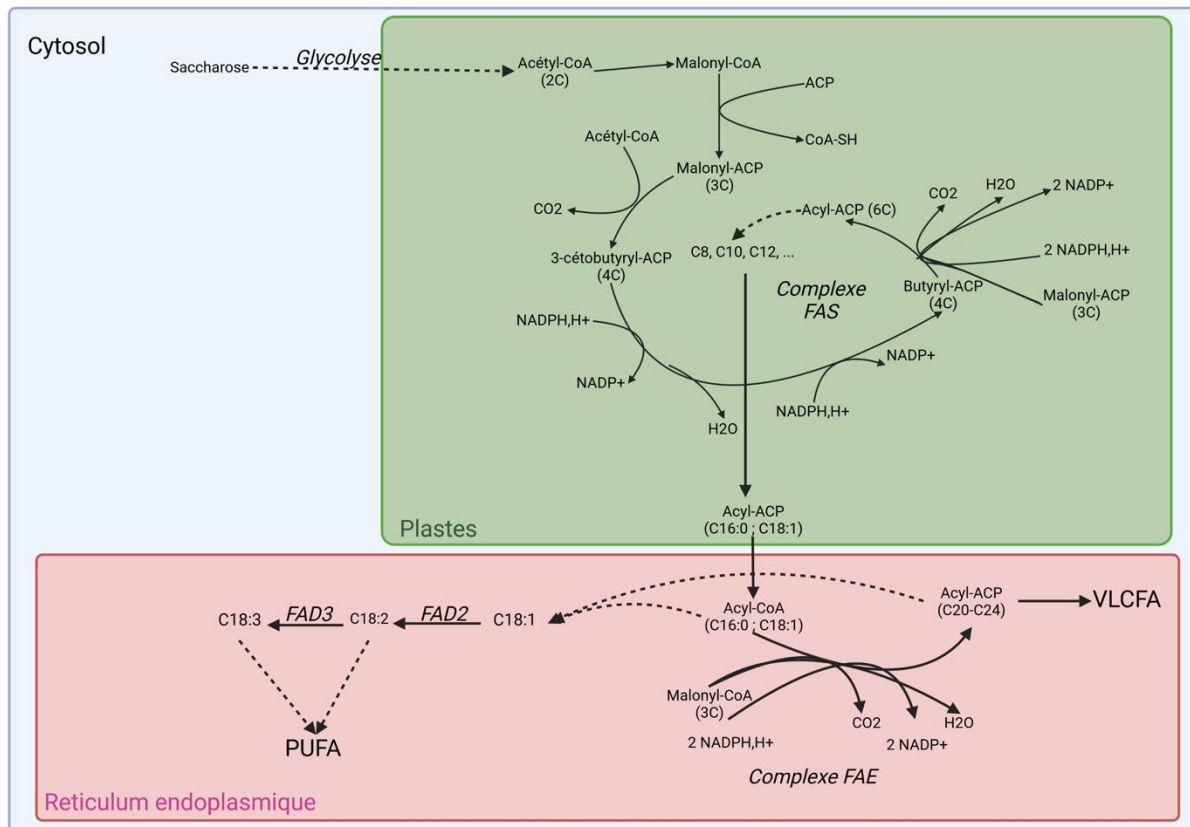 Cytosol
Saccharose
Glycolyse
Acétyl-CoA
(2C)
Malonyl-CoA
ACP
CoA-SH
Acétyl-CoA
Malonyl-ACP
(3C)
CO2
3-cétobutyryl-ACP
(4C)
Acyl-ACP (6C)
C8, C10, C12, ...
CO2
H2O
2 NADP+
2 NADPH,H+
Butyryl-ACP
(4C)
Malonyl-ACP
(3C)
Complexe
FAS
NADPH,H+
NADP+
H2O
NADPH,H+
NADP+
Acyl-ACP
(C16:0 ; C18:1)
Plastes
Acyl-CoA
(C16:0 ; C18:1)
Acyl-ACP
(C20-C24)
VLCFA
C18:3
FAD3
C18:2
FAD2
C18:1
PUFA
Malonyl-CoA
(3C)
2 NADPH,H+
CO2
2 NADP+
H2O
Complexe FAE
Reticulum endoplasmique